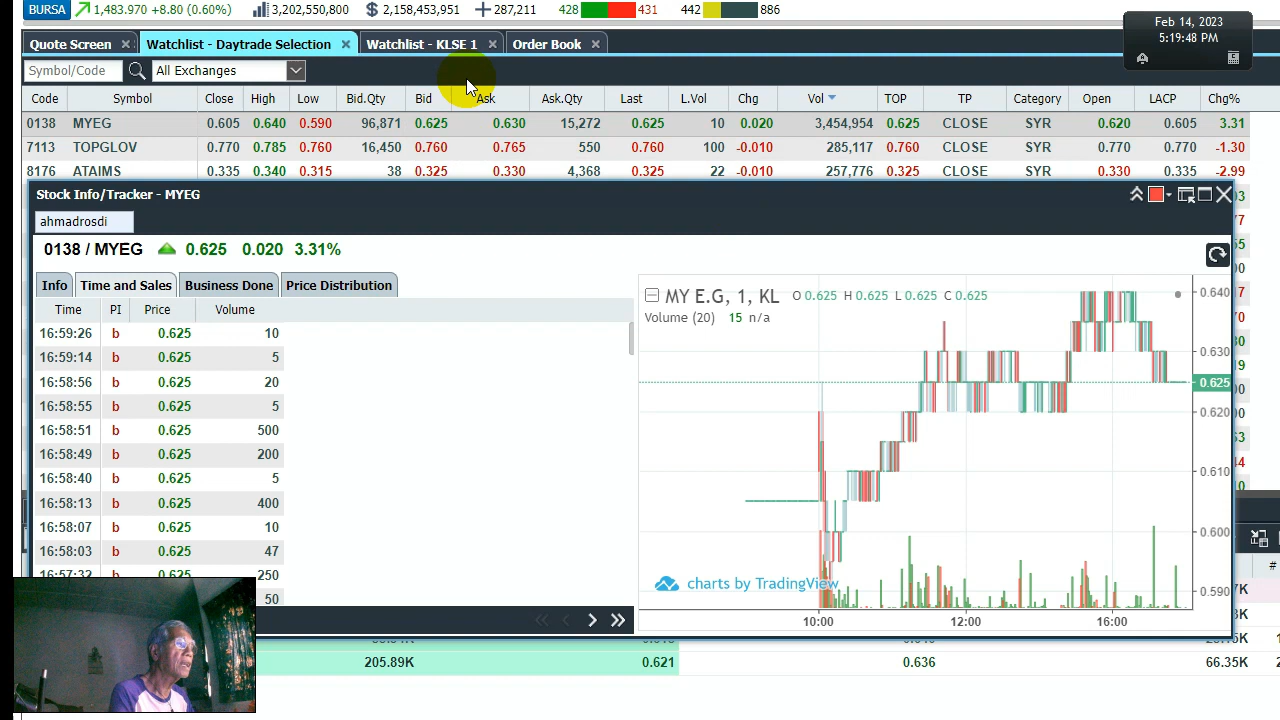 BURSA 1,483.970 +8.80 (0.60%) 3,202,550,800 2,158,453,951 287,211 428 431 442 886
Feb 14, 2023
5:19:48 PM
Quote Screen Watchlist - Daytrade Selection Watchlist - KLSE 1 Order Book
Symbol/Code All Exchanges
Code Symbol Close High Low Bid.Qty Bid Ask Ask.Qty Last L.Vol Chg Vol TOP TP Category Open LACP Chg%
0138 MYEG 0.605 0.640 0.590 96,871 0.625 0.630 15,272 0.625 10 0.020 3,454,954 0.625 CLOSE SYR 0.620 0.605 3.31
7113 TOPGLOV 0.770 0.785 0.760 16,450 0.760 0.765 550 0.760 100 -0.010 285,117 0.760 CLOSE SYR 0.770 0.770 -1.30
8176 ATAIMS 0.335 0.340 0.315 38 0.325 0.330 4,368 0.325 22 -0.010 257,776 0.325 CLOSE SYR 0.330 0.335 -2.99
Stock Info/Tracker - MYEG
ahmadrosdi
0138 / MYEG 0.625 0.020 3.31%
Info Time and Sales Business Done Price Distribution
Time PI Price Volume
16:59:26 b 0.625 10
16:59:14 b 0.625 5
16:58:56 b 0.625 20
16:58:55 b 0.625 5
16:58:51 b 0.625 500
16:58:49 b 0.625 200
16:58:40 b 0.625 5
16:58:13 b 0.625 400
16:58:07 b 0.625 10
16:58:03 b 0.625 47
16:57:32 b 0.625 250
50
MY E.G, 1, KL O 0.625 H 0.625 L 0.625 C 0.625
Volume (20) 15 n/a
0.640
0.630
0.625
0.620
0.610
0.600
0.590
charts by TradingView
10:00 12:00 16:00
#
205.89K 0.621 0.636 66.35K